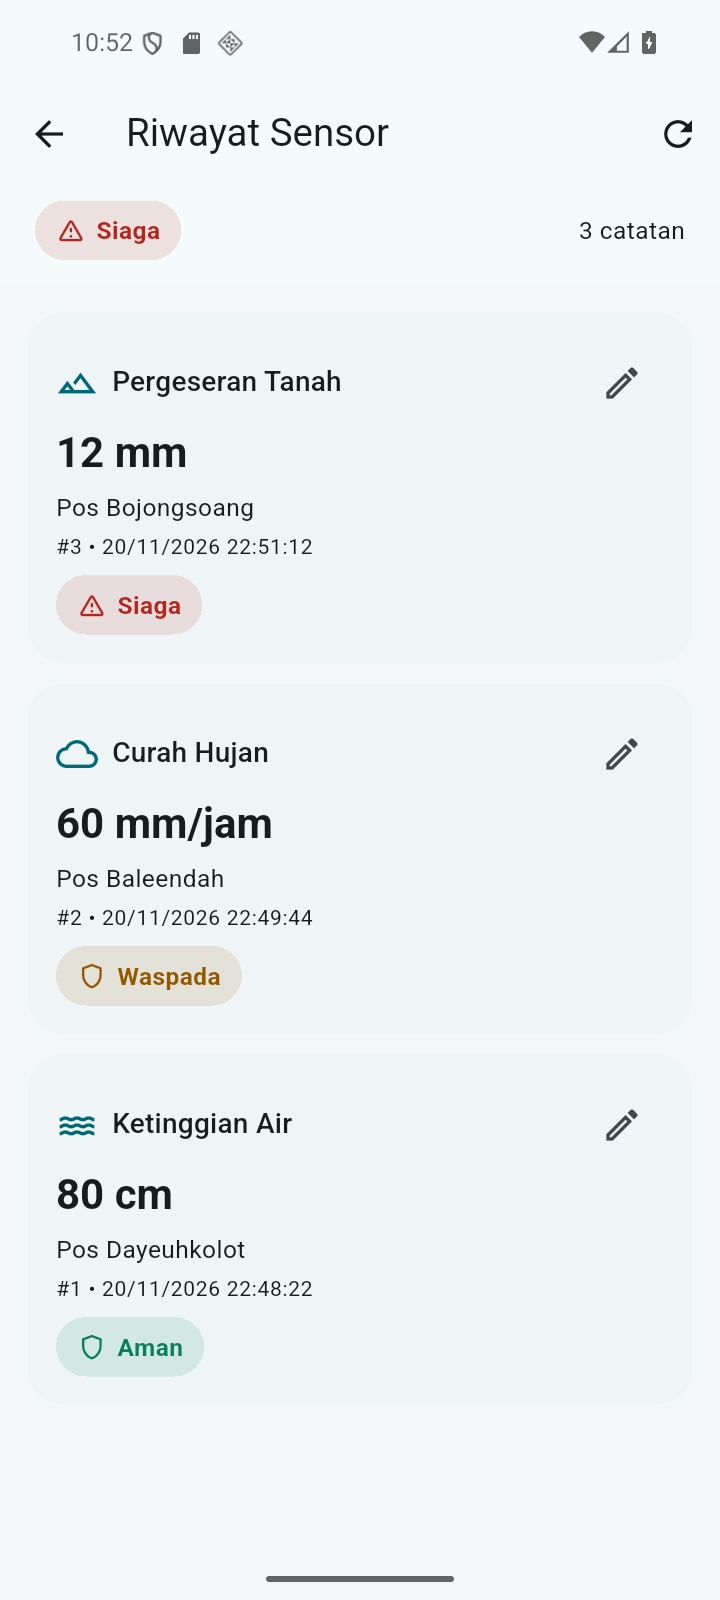 10:52
Riwayat Sensor
Siaga
3 catatan
Pergeseran Tanah
12 mm
Pos Bojongsoang
#3 • 20/11/2026 22:51:12
Siaga
Curah Hujan
60 mm/jam
Pos Baleendah
#2 • 20/11/2026 22:49:44
Waspada
Ketinggian Air
80 cm
Pos Dayeuhkolot
#1 • 20/11/2026 22:48:22
Aman